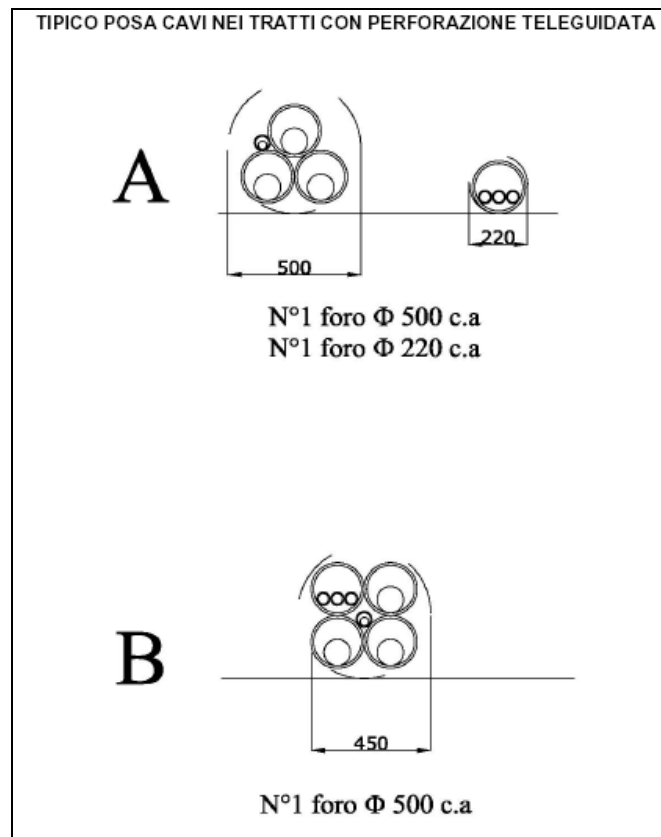 TIPICO POSA CAVI NEI TRATTI CON PERFORAZIONE TELEGUIDATA
A
500
220
N°1 foro Φ 500 c.a
N°1 foro Φ 220 c.a
B
450
N°1 foro Φ 500 c.a